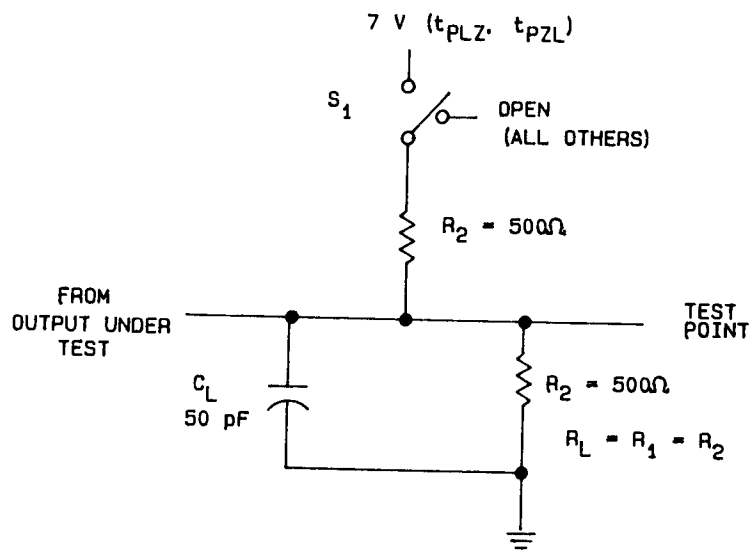 7 V (tPLZ, tPZL)
S1
OPEN
(ALL OTHERS)
R2 = 500Ω
FROM
OUTPUT UNDER
TEST
TEST
POINT
CL
50 pF
R2 = 500Ω
RL = R1 = R2